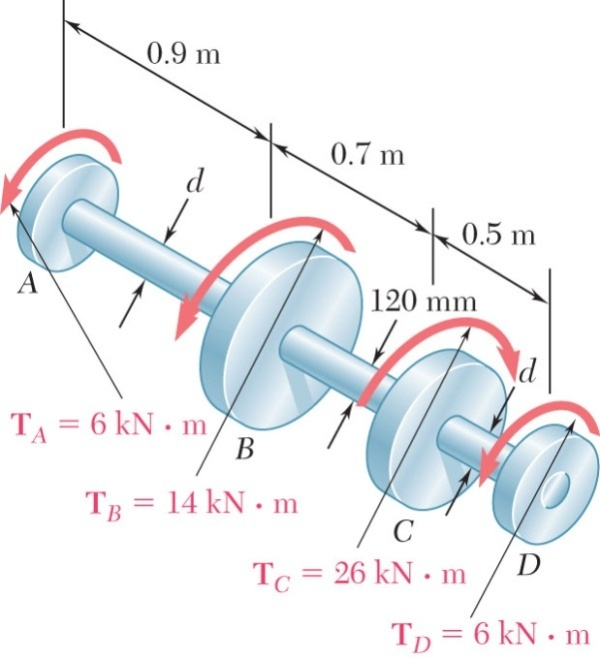 0.9 m
0.7 m
d
0.5 m
A
120 mm
d
T_A = 6 kN · m
B
T_B = 14 kN · m
C
T_C = 26 kN · m
D
T_D = 6 kN · m